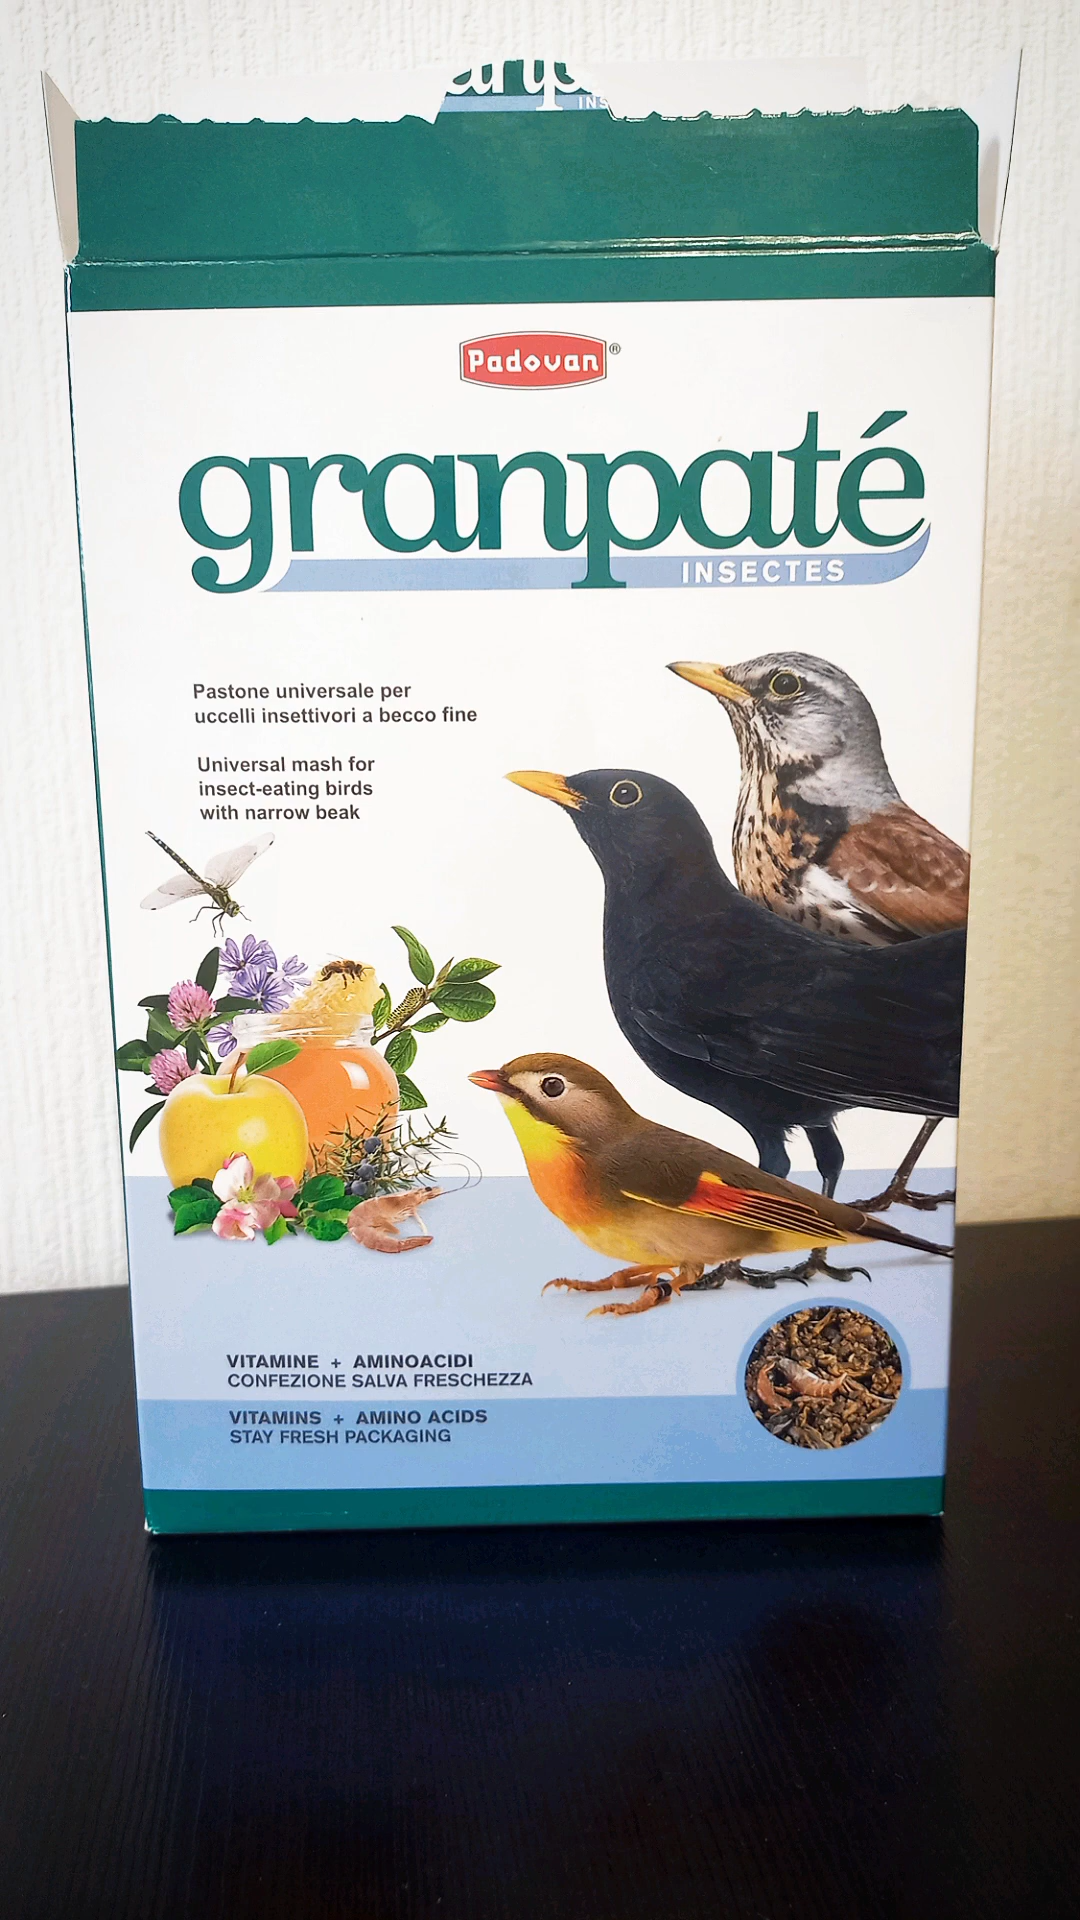 INS
Padovan®
granpaté
INSECTES
Pastone universale per
uccelli insettivori a becco fine
Universal mash for
insect-eating birds
with narrow beak
VITAMINE + AMINOACIDI
CONFEZIONE SALVA FRESCHEZZA
VITAMINS + AMINO ACIDS
STAY FRESH PACKAGING